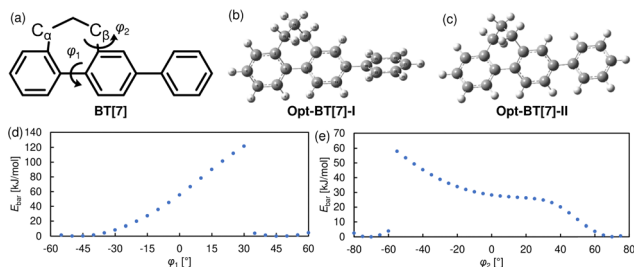 (a)
Cα
Cβ
φ2
φ1
BT[7]
(b)
Opt-BT[7]-I
(c)
Opt-BT[7]-II
(d)
140
120
100
80
60
40
20
0
Ebar [kJ/mol]
-60 -45 -30 -15 0 15 30 45 60
φ1 [°]
(e)
70
60
50
40
30
20
10
0
Ebar [kJ/mol]
-80 -60 -40 -20 0 20 40 60 80
φ2 [°]